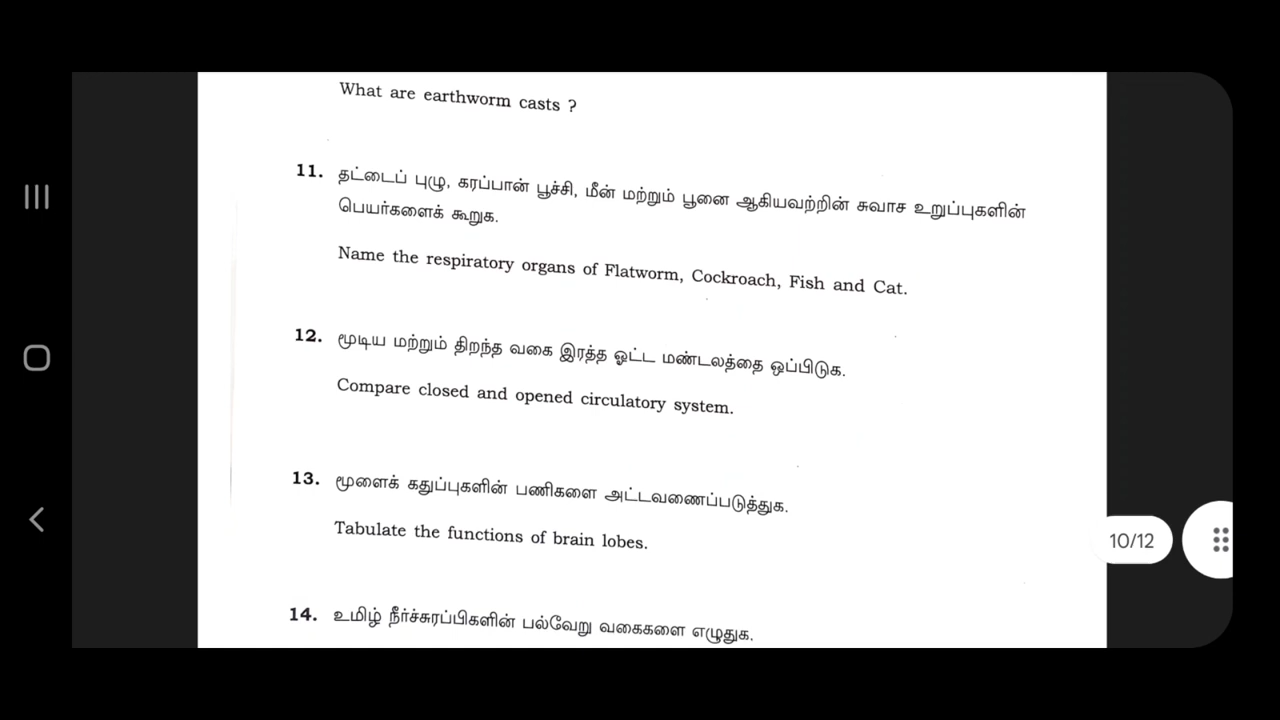 What are earthworm casts ?
11. தட்டைப் புழு, கரப்பான் பூச்சி, மீன் மற்றும் பூனை ஆகியவற்றின் சுவாச உறுப்புகளின்
பெயர்களைக் கூறுக.
Name the respiratory organs of Flatworm, Cockroach, Fish and Cat.
12. மூடிய மற்றும் திறந்த வகை இரத்த ஓட்ட மண்டலத்தை ஒப்பிடுக.
Compare closed and opened circulatory system.
13. மூளைக் கதுப்புகளின் பணிகளை அட்டவணைப்படுத்துக.
Tabulate the functions of brain lobes.
10/12
14. உமிழ் நீர்ச்சுரப்பிகளின் பல்வேறு வகைகளை எழுதுக.